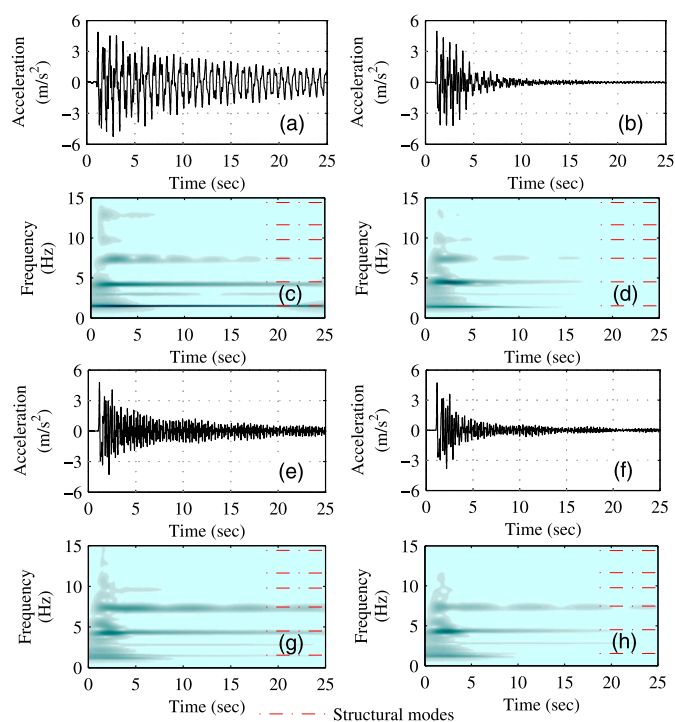 6
3
0
−3
−6
Acceleration
(m/s²)
(a)
0 5 10 15 20 25
Time (sec)
6
3
0
−3
−6
Acceleration
(m/s²)
(b)
0 5 10 15 20 25
Time (sec)
15
10
5
0
Frequency
(Hz)
(c)
0 5 10 15 20 25
Time (sec)
15
10
5
0
Frequency
(Hz)
(d)
0 5 10 15 20 25
Time (sec)
6
3
0
−3
−6
Acceleration
(m/s²)
(e)
0 5 10 15 20 25
Time (sec)
6
3
0
−3
−6
Acceleration
(m/s²)
(f)
0 5 10 15 20 25
Time (sec)
15
10
5
0
Frequency
(Hz)
(g)
0 5 10 15 20 25
Time (sec)
15
10
5
0
Frequency
(Hz)
(h)
0 5 10 15 20 25
Time (sec)
Structural modes